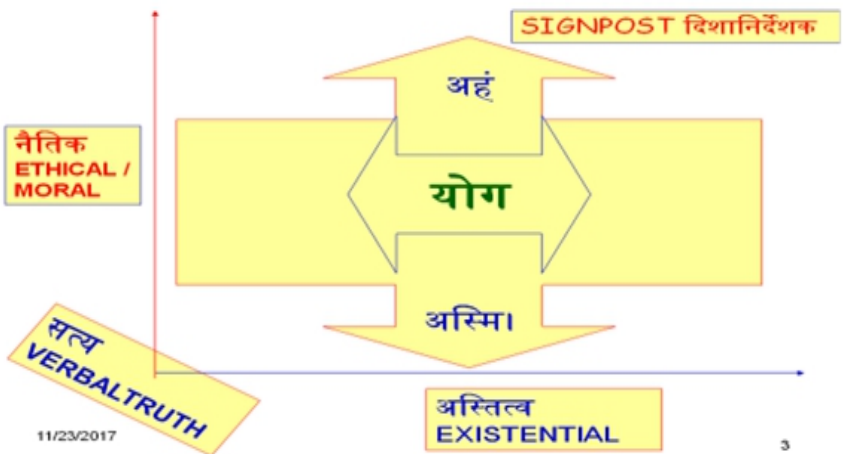 SIGNPOST दिशानिर्देशक
अहं
नैतिक
ETHICAL /
MORAL
योग
अस्मि।
सत्य
VERBALTRUTH
अस्तित्व
EXISTENTIAL
11/23/2017
3